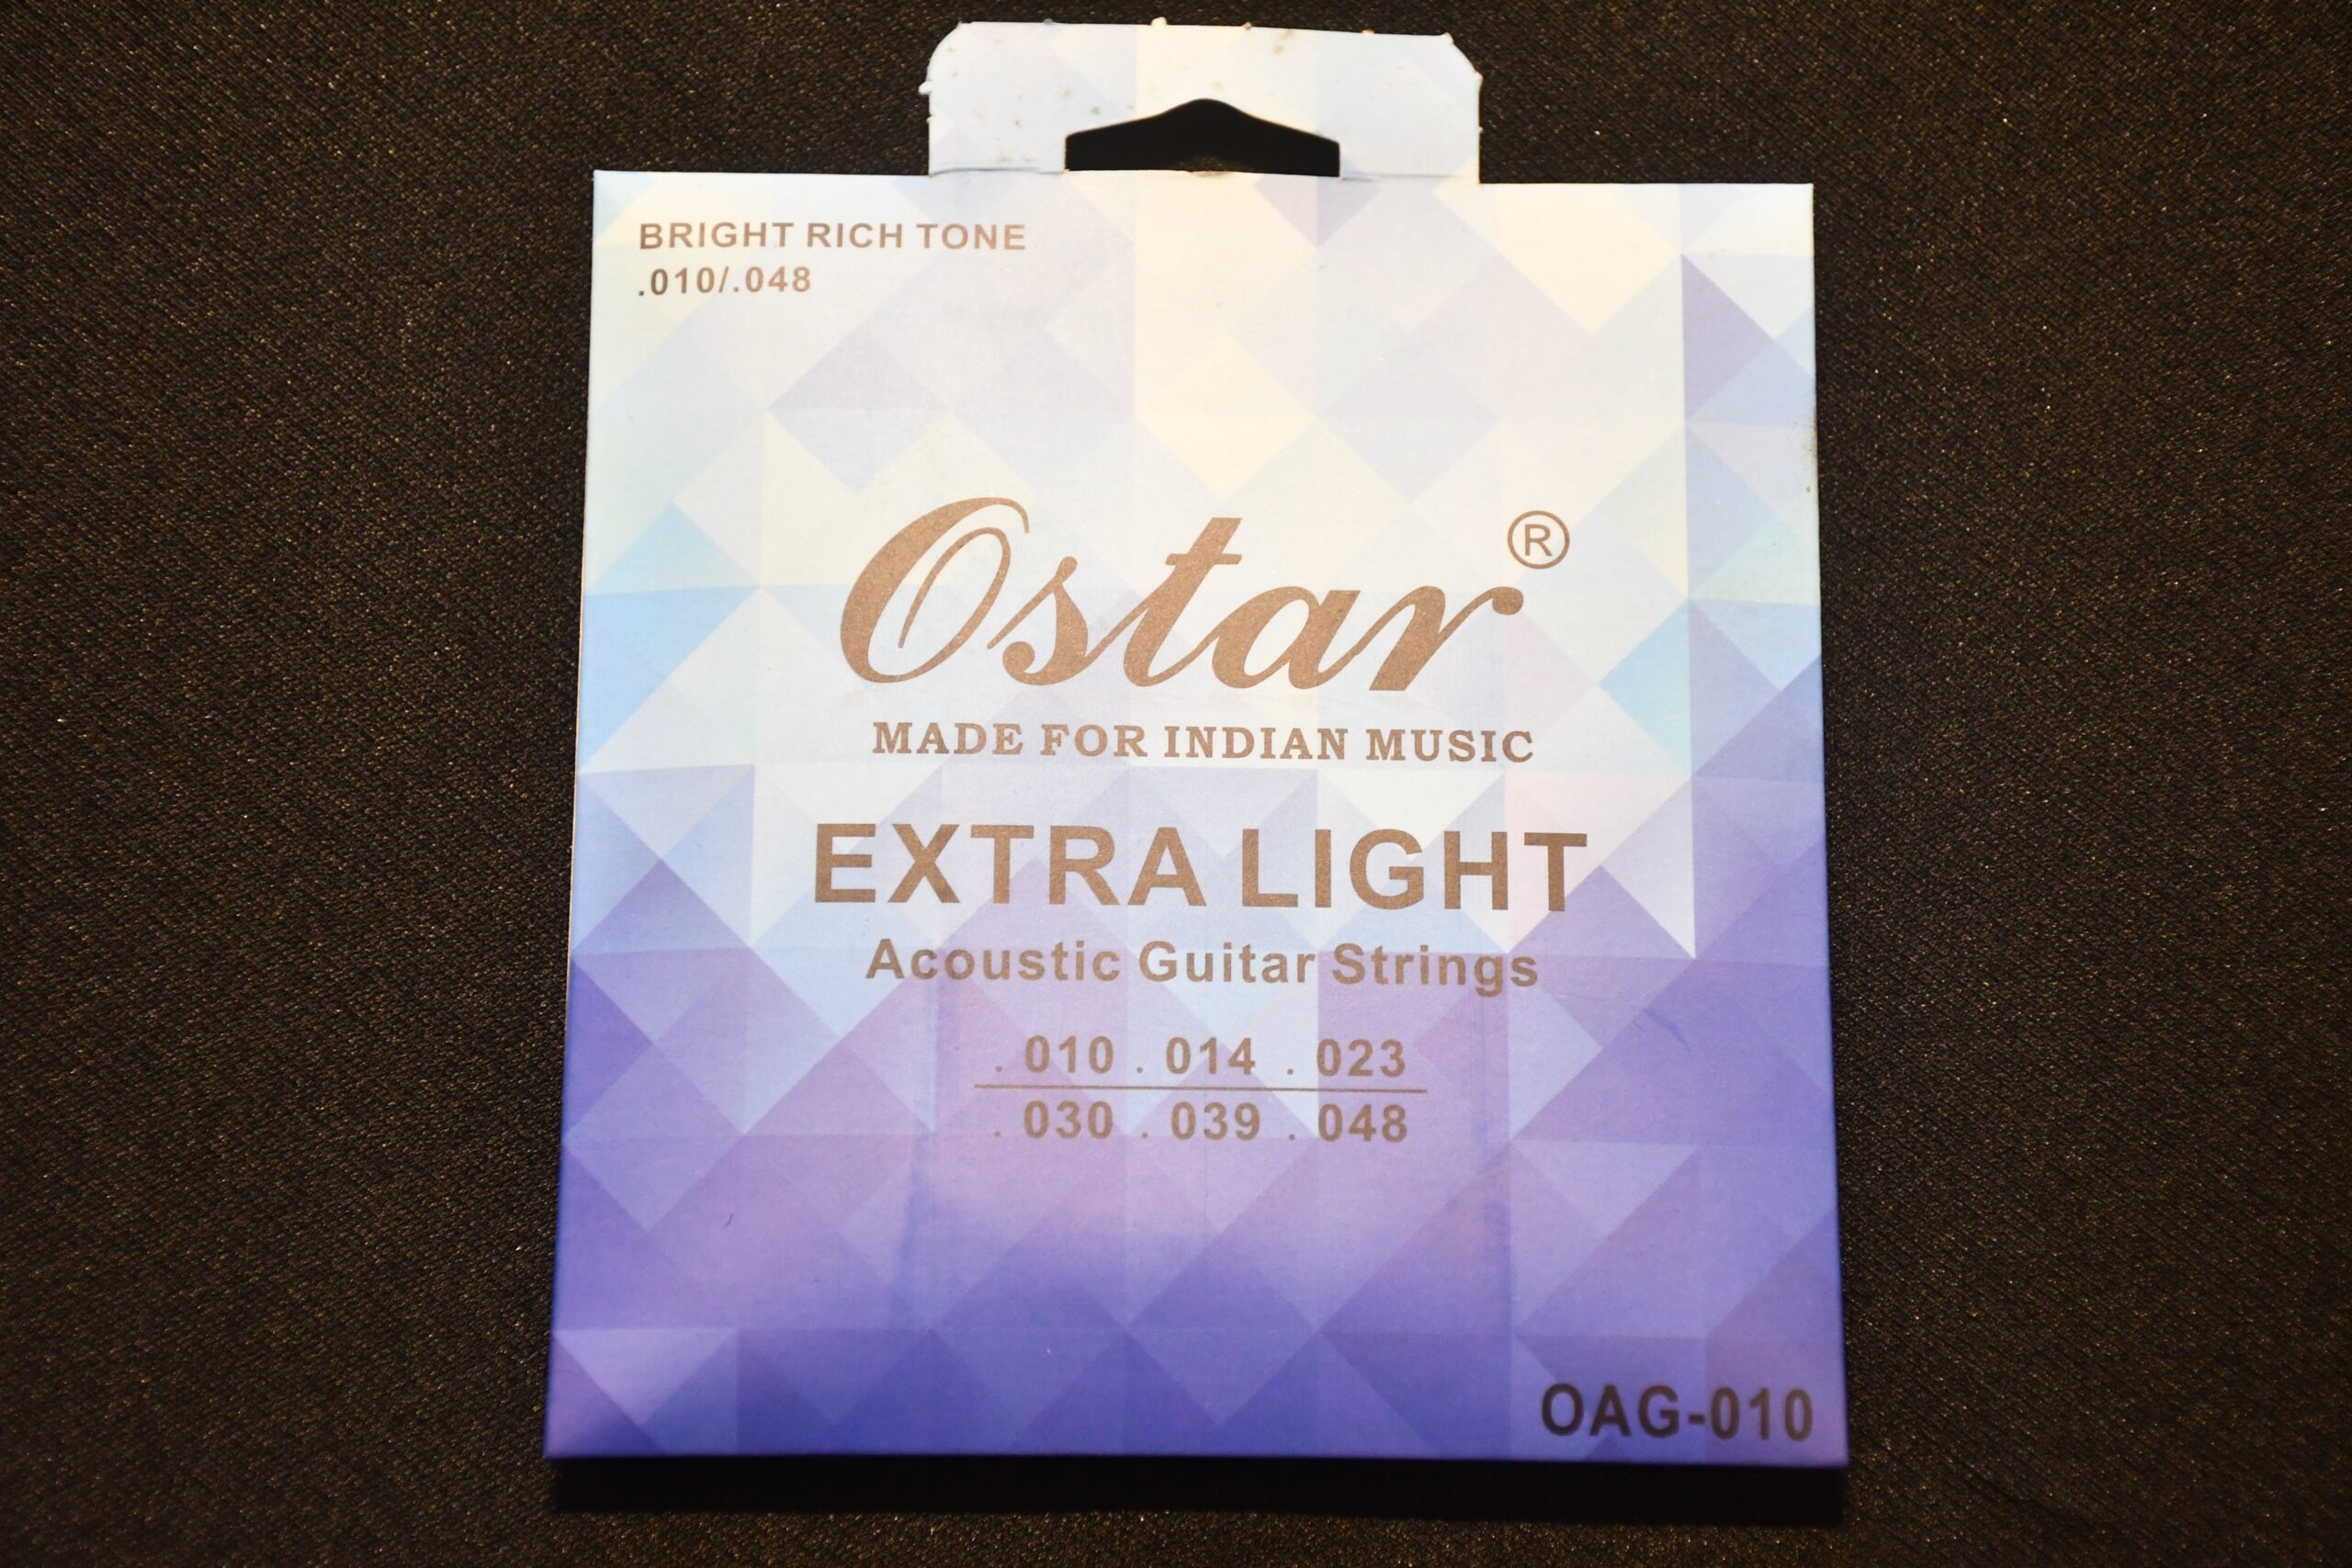 BRIGHT RICH TONE
.010/.048
Ostar®
MADE FOR INDIAN MUSIC
EXTRA LIGHT
Acoustic Guitar Strings
.010 .014 .023
.030 .039 .048
OAG-010